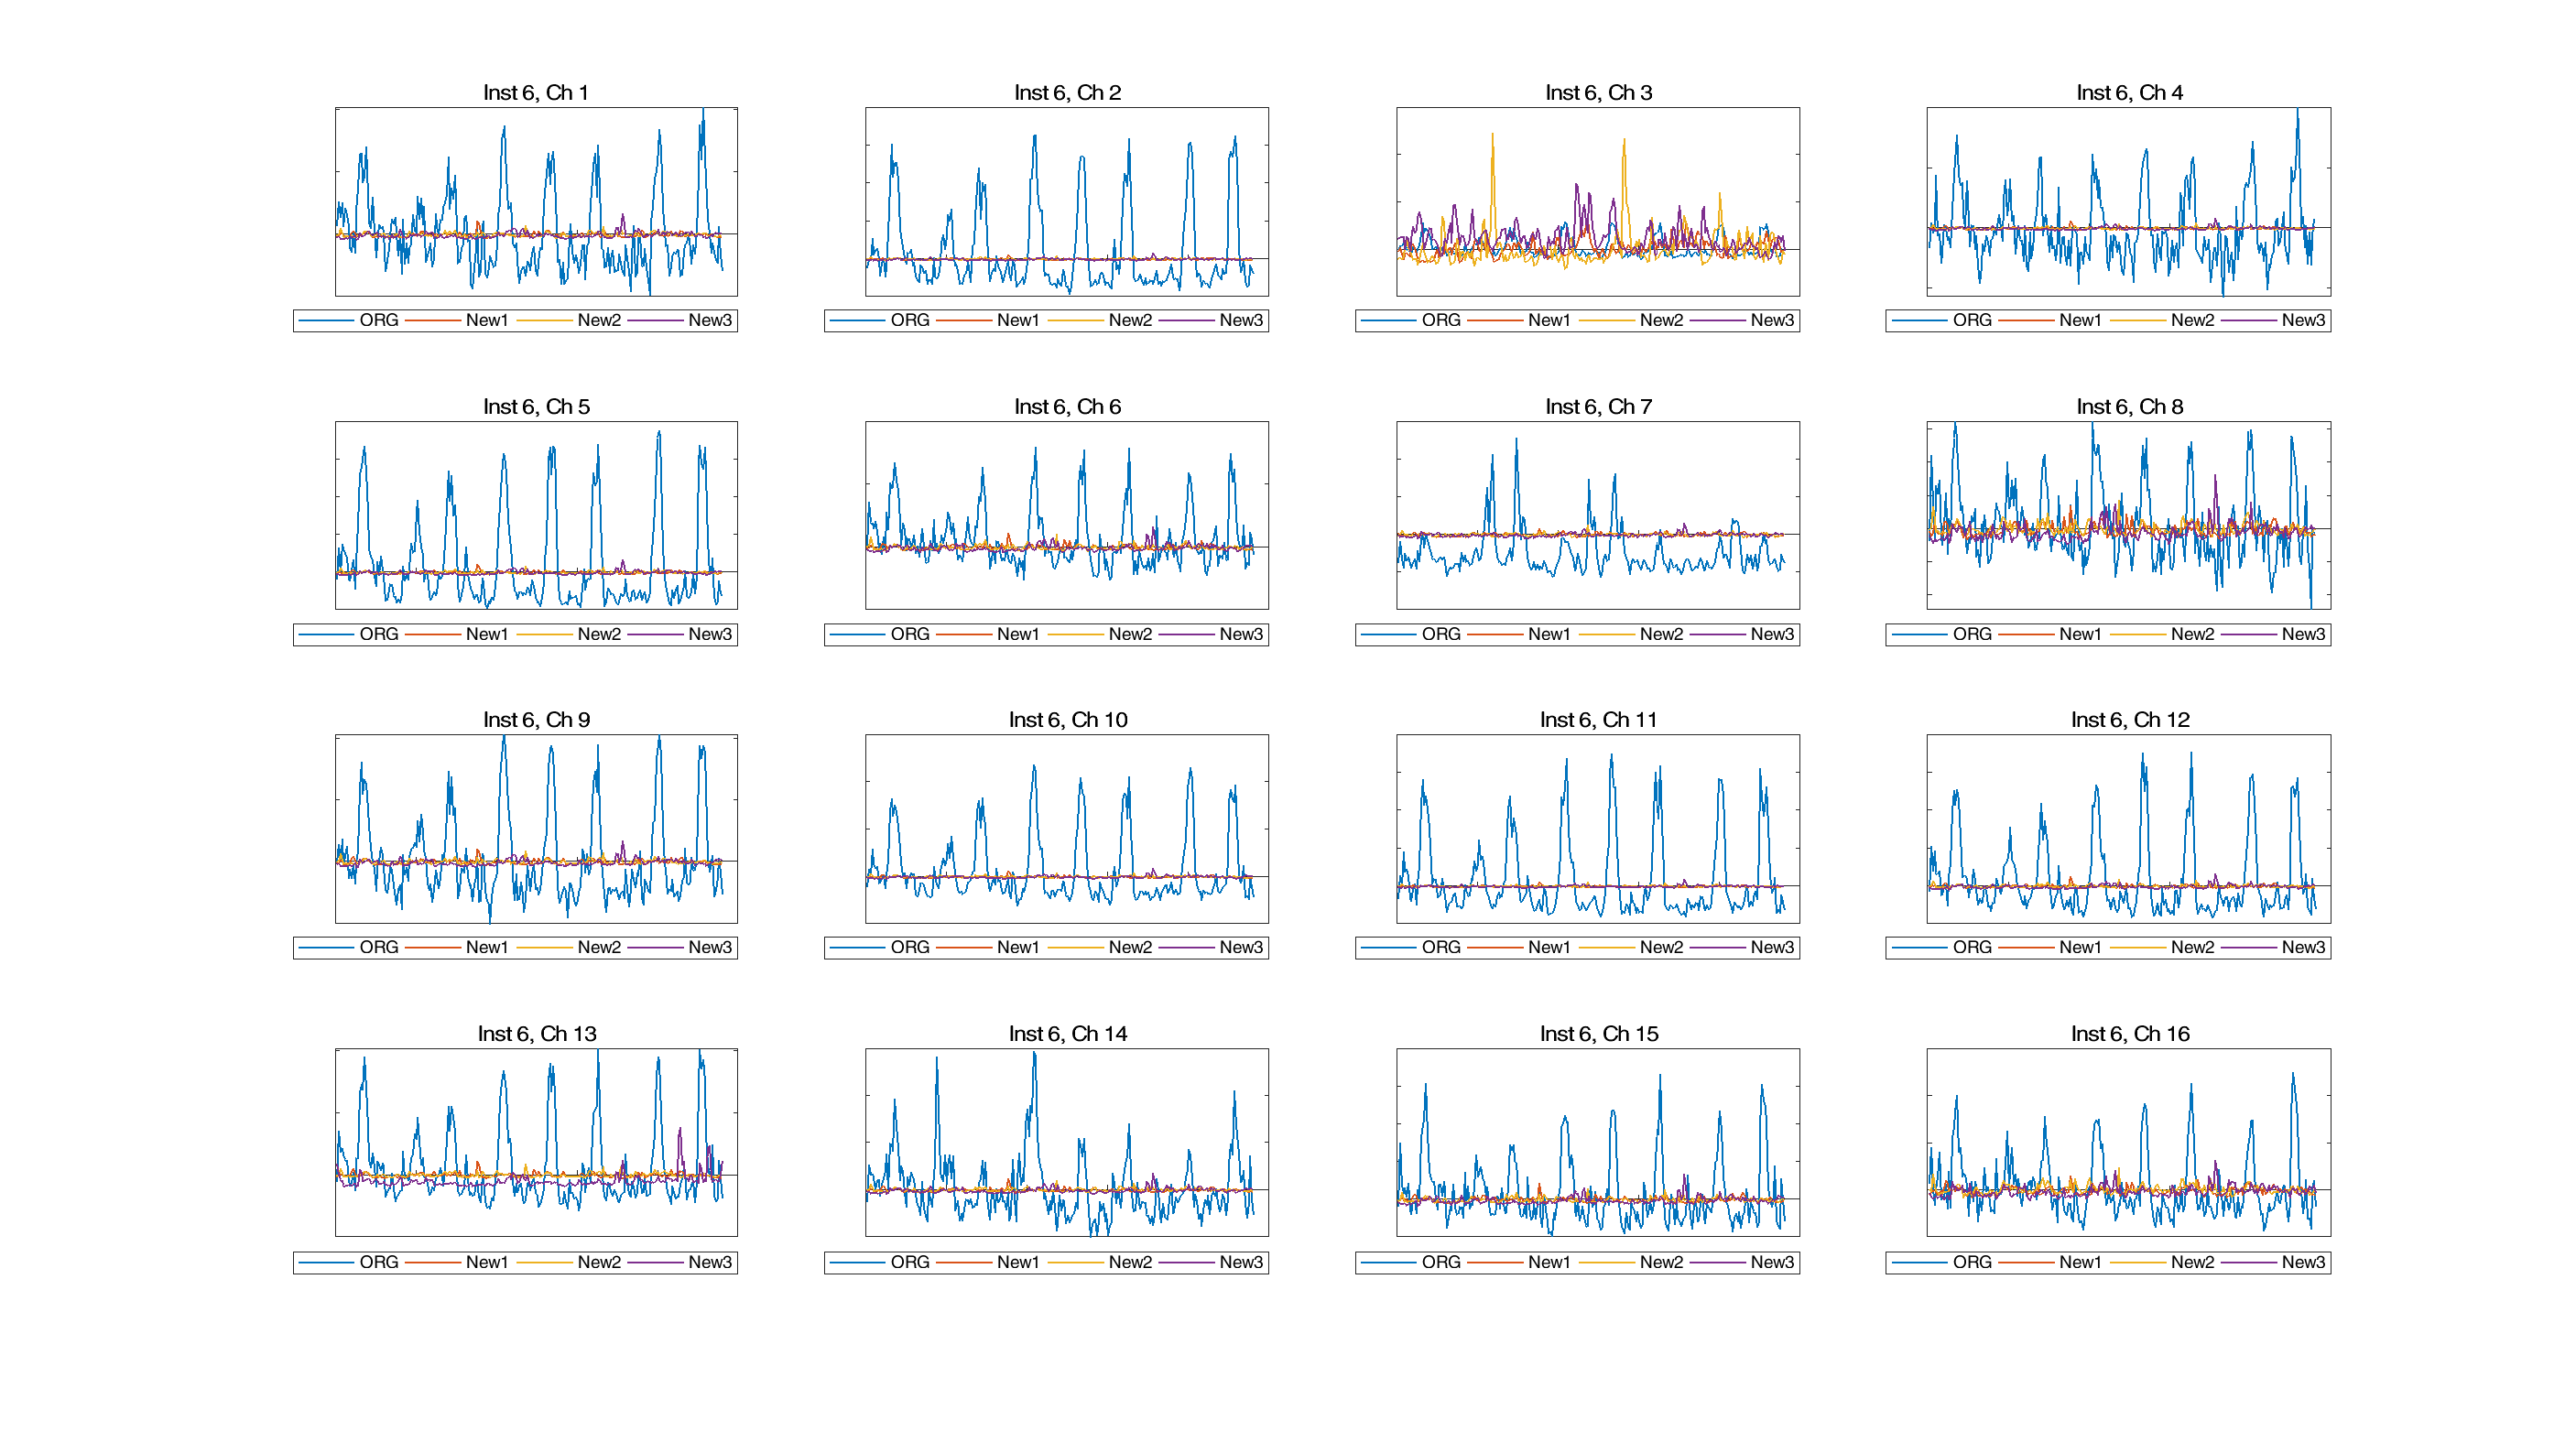 Inst 6, Ch 1
Inst 6, Ch 2
Inst 6, Ch 3
Inst 6, Ch 4
ORG New1 New2 New3
ORG New1 New2 New3
ORG New1 New2 New3
ORG New1 New2 New3
Inst 6, Ch 5
Inst 6, Ch 6
Inst 6, Ch 7
Inst 6, Ch 8
ORG New1 New2 New3
ORG New1 New2 New3
ORG New1 New2 New3
ORG New1 New2 New3
Inst 6, Ch 9
Inst 6, Ch 10
Inst 6, Ch 11
Inst 6, Ch 12
ORG New1 New2 New3
ORG New1 New2 New3
ORG New1 New2 New3
ORG New1 New2 New3
Inst 6, Ch 13
Inst 6, Ch 14
Inst 6, Ch 15
Inst 6, Ch 16
ORG New1 New2 New3
ORG New1 New2 New3
ORG New1 New2 New3
ORG New1 New2 New3